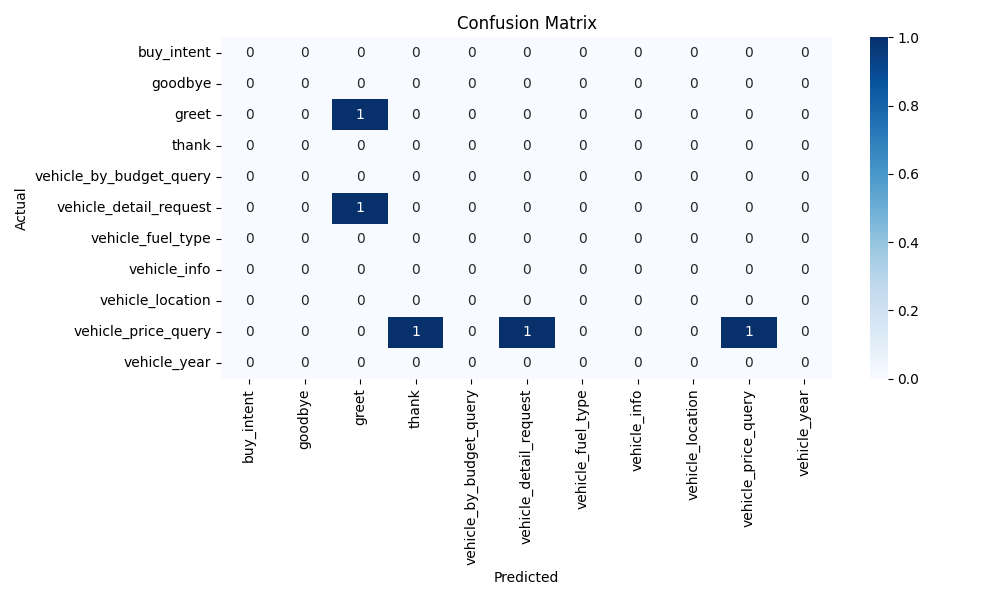 Confusion Matrix
Actual
buy_intent 0 0 0 0 0 0 0 0 0 0 0
goodbye 0 0 0 0 0 0 0 0 0 0 0
greet 0 0 1 0 0 0 0 0 0 0 0
thank 0 0 0 0 0 0 0 0 0 0 0
vehicle_by_budget_query 0 0 0 0 0 0 0 0 0 0 0
vehicle_detail_request 0 0 1 0 0 0 0 0 0 0 0
vehicle_fuel_type 0 0 0 0 0 0 0 0 0 0 0
vehicle_info 0 0 0 0 0 0 0 0 0 0 0
vehicle_location 0 0 0 0 0 0 0 0 0 0 0
vehicle_price_query 0 0 0 1 0 1 0 0 0 1 0
vehicle_year 0 0 0 0 0 0 0 0 0 0 0
buy_intent
goodbye
greet
thank
vehicle_by_budget_query
vehicle_detail_request
vehicle_fuel_type
vehicle_info
vehicle_location
vehicle_price_query
vehicle_year
Predicted
1.0
0.8
0.6
0.4
0.2
0.0